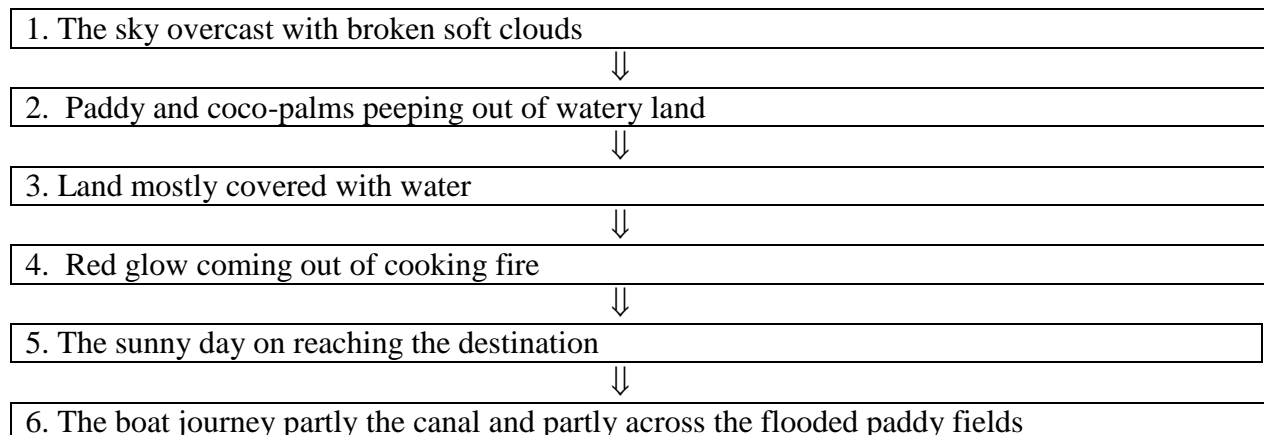 1. The sky overcast with broken soft clouds
⇓
2. Paddy and coco-palms peeping out of watery land
⇓
3. Land mostly covered with water
⇓
4. Red glow coming out of cooking fire
⇓
5. The sunny day on reaching the destination
⇓
6. The boat journey partly the canal and partly across the flooded paddy fields